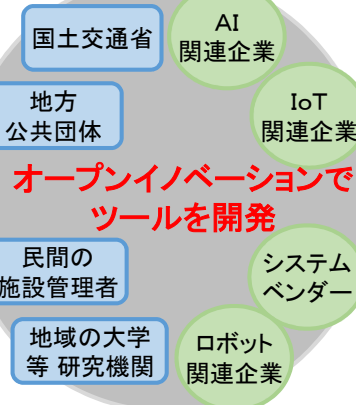 国土交通省
AI
関連企業
地方
公共団体
IoT
関連企業
オープンイノベーションで
ツールを開発
民間の
施設管理者
システム
ベンダー
地域の大学
等 研究機関
ロボット
関連企業